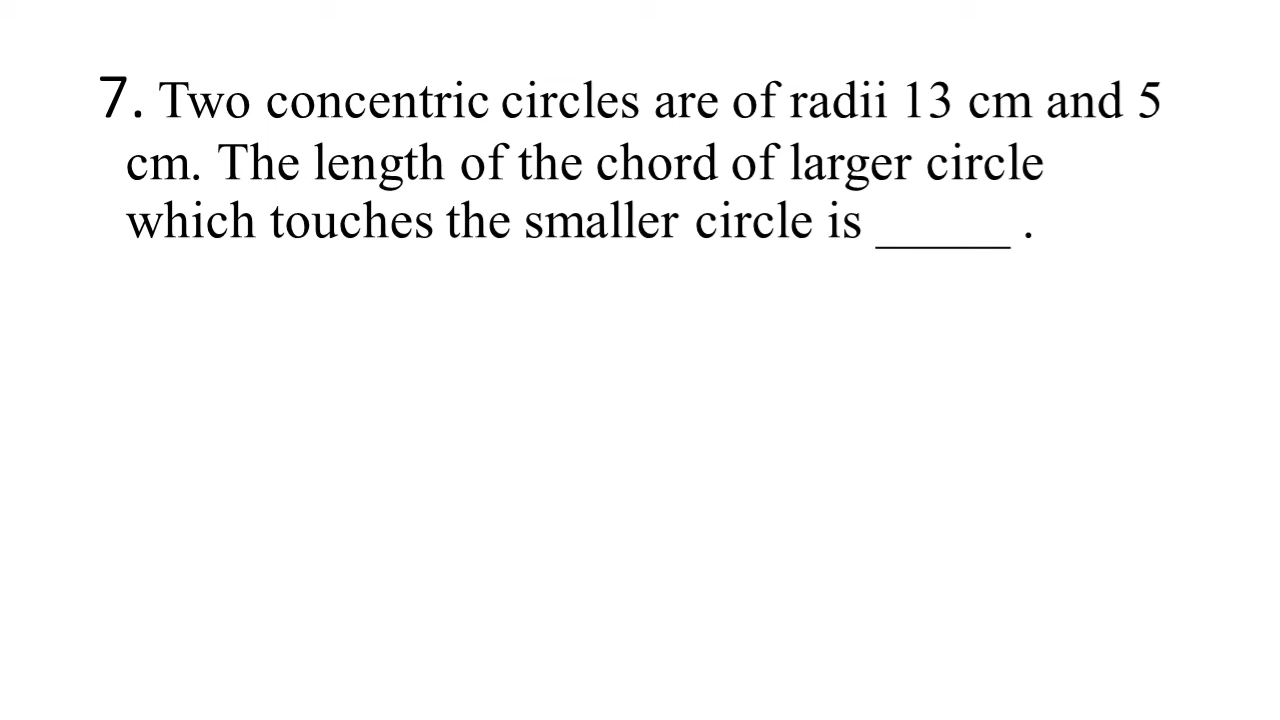 7. Two concentric circles are of radii 13 cm and 5
cm. The length of the chord of larger circle
which touches the smaller circle is _____ .